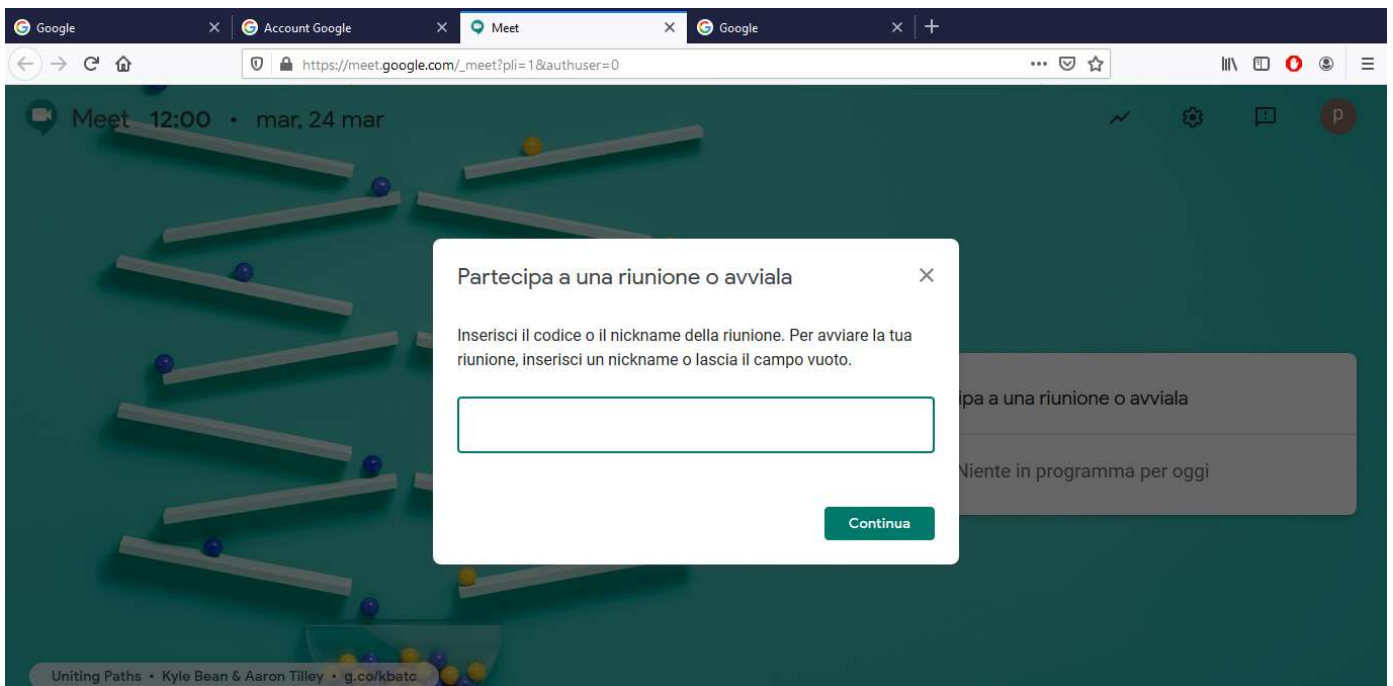 Google
Account Google
Meet
Google
https://meet.google.com/_meet?pli=1&authuser=0
Meet 12:00 • mar, 24 mar
p
Partecipa a una riunione o avviala
Inserisci il codice o il nickname della riunione. Per avviare la tua
riunione, inserisci un nickname o lascia il campo vuoto.
ipa a una riunione o avviala
Niente in programma per oggi
Continua
Uniting Paths • Kyle Bean & Aaron Tilley • g.co/kbatc